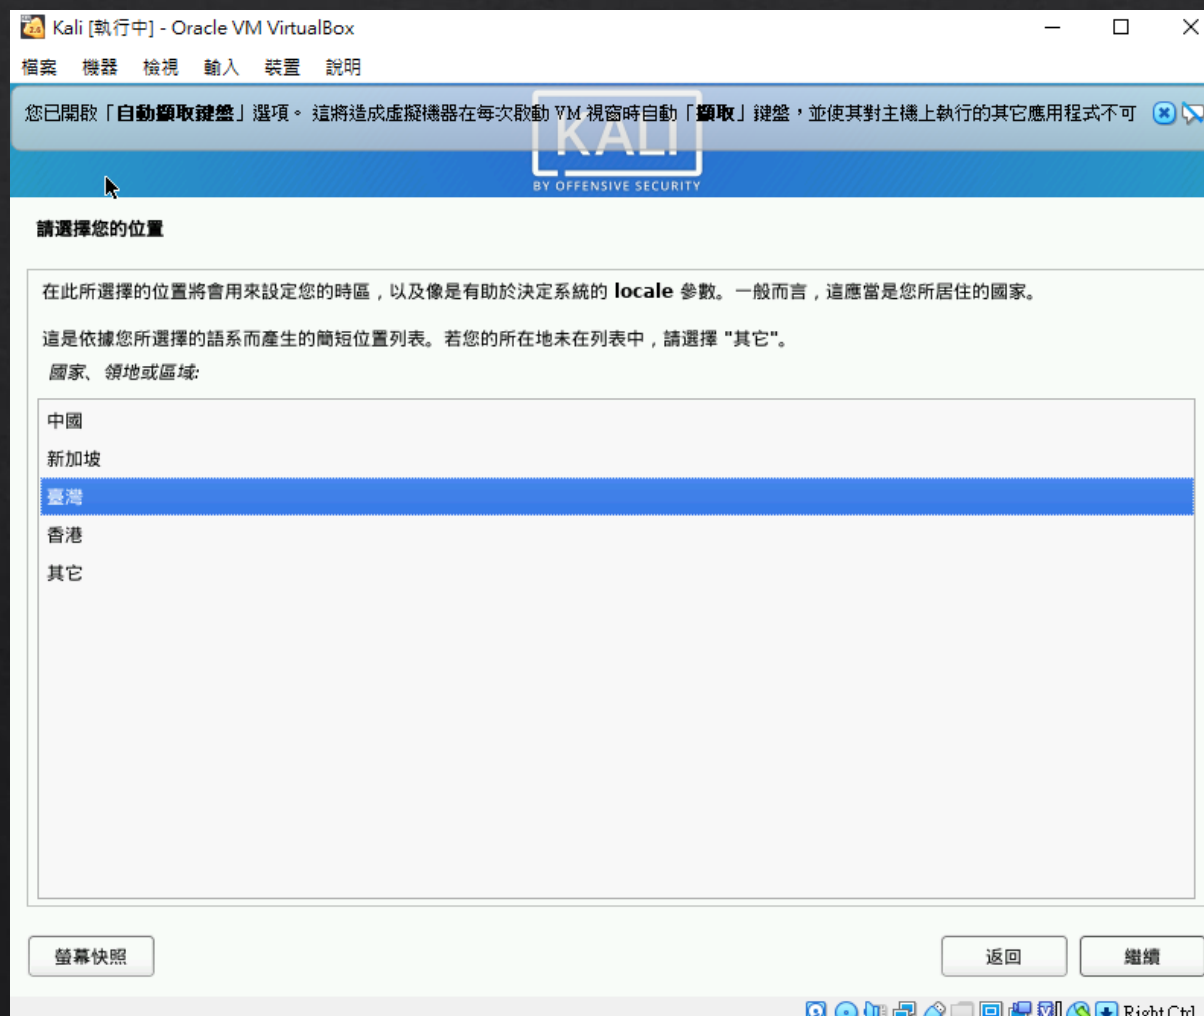 Kali [執行中] - Oracle VM VirtualBox
檔案 機器 檢視 輸入 裝置 說明
您已開啟「自動擷取鍵盤」選項。 這將造成虛擬機器在每次啟動 VM 視窗時自動「擷取」鍵盤,並使其對主機上執行的其它應用程式不可
KALI
BY OFFENSIVE SECURITY
請選擇您的位置
在此所選擇的位置將會用來設定您的時區,以及像是有助於決定系統的 locale 參數。一般而言,這應當是您所居住的國家。
這是依據您所選擇的語系而產生的簡短位置列表。若您的所在地未在列表中,請選擇 "其它"。
國家、領地或區域:
中國
新加坡
臺灣
香港
其它
螢幕快照
返回 繼續
Right Ctrl